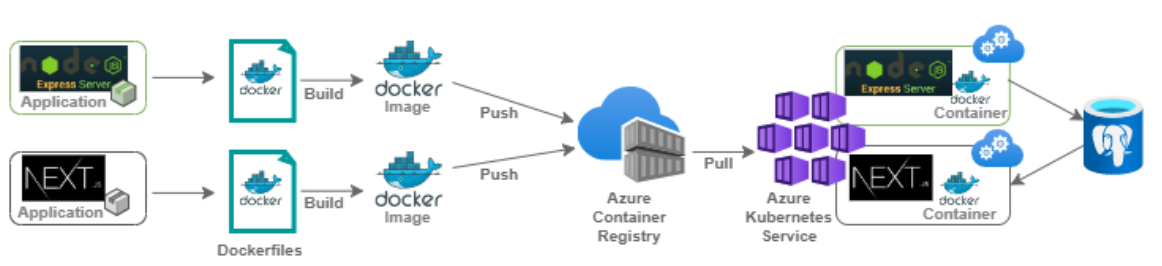 node
JS
Express Server
Application
docker
Build
docker
Image
Push
node
JS
Express Server
docker
Container
NEXT.JS
Application
docker
Build
docker
Image
Push
Pull
NEXT.JS
docker
Container
Dockerfiles
Azure
Container
Registry
Azure
Kubernetes
Service